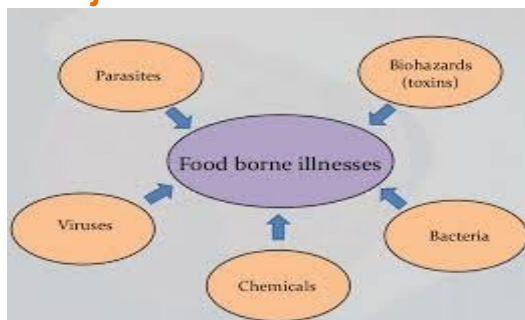 Parasites
Biohazards
(toxins)
Food borne illnesses
Viruses
Bacteria
Chemicals